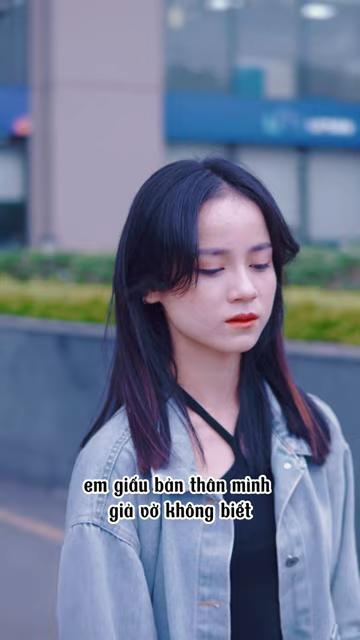 em giấu bản thân mình
giả vờ không biết